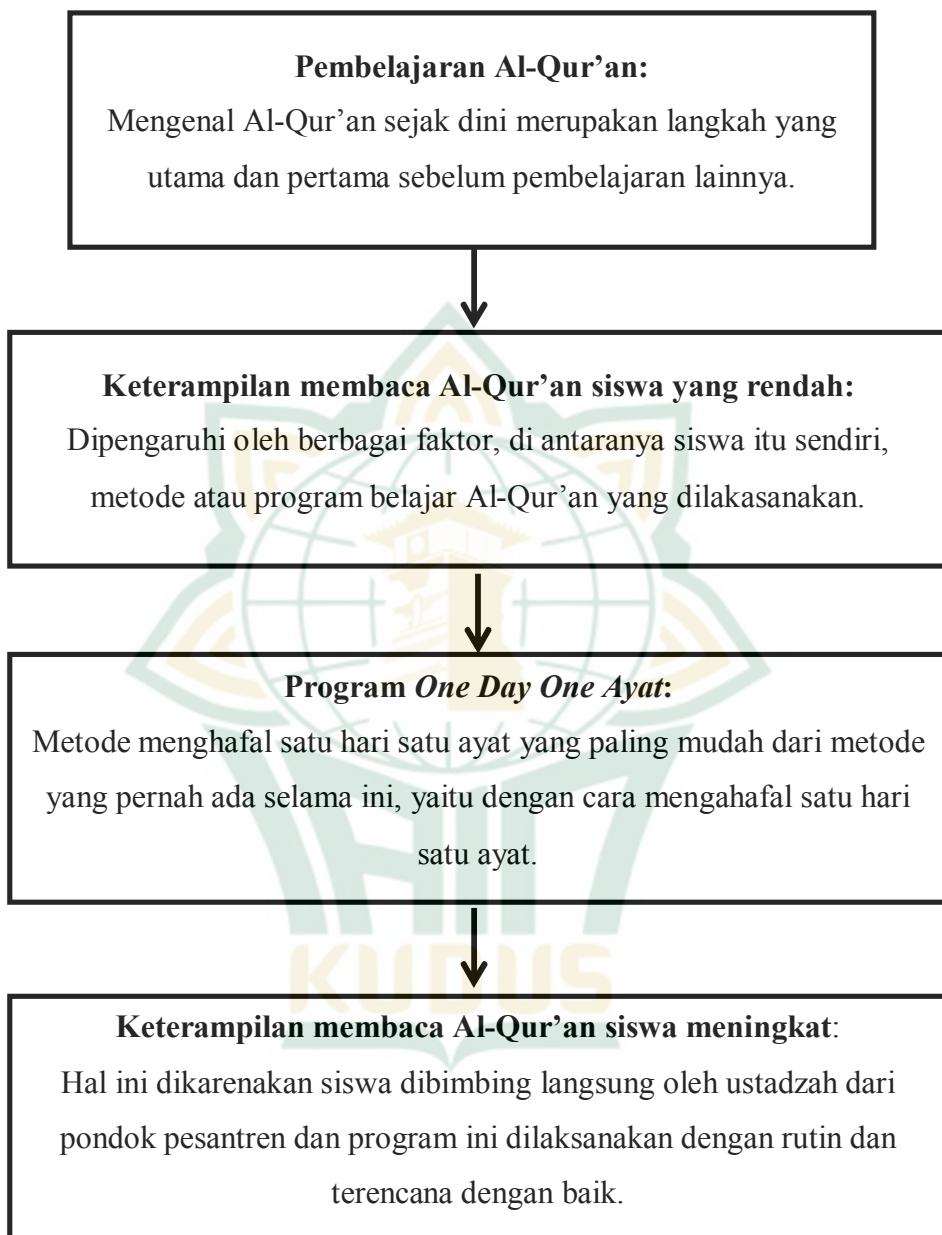 Pembelajaran Al-Qur’an:
Mengenal Al-Qur’an sejak dini merupakan langkah yang
utama dan pertama sebelum pembelajaran lainnya.
Keterampilan membaca Al-Qur’an siswa yang rendah:
Dipengaruhi oleh berbagai faktor, di antaranya siswa itu sendiri,
metode atau program belajar Al-Qur’an yang dilakasanakan.
Program One Day One Ayat:
Metode menghafal satu hari satu ayat yang paling mudah dari metode
yang pernah ada selama ini, yaitu dengan cara mengahafal satu hari
satu ayat.
KUDUS
Keterampilan membaca Al-Qur’an siswa meningkat:
Hal ini dikarenakan siswa dibimbing langsung oleh ustadzah dari
pondok pesantren dan program ini dilaksanakan dengan rutin dan
terencana dengan baik.